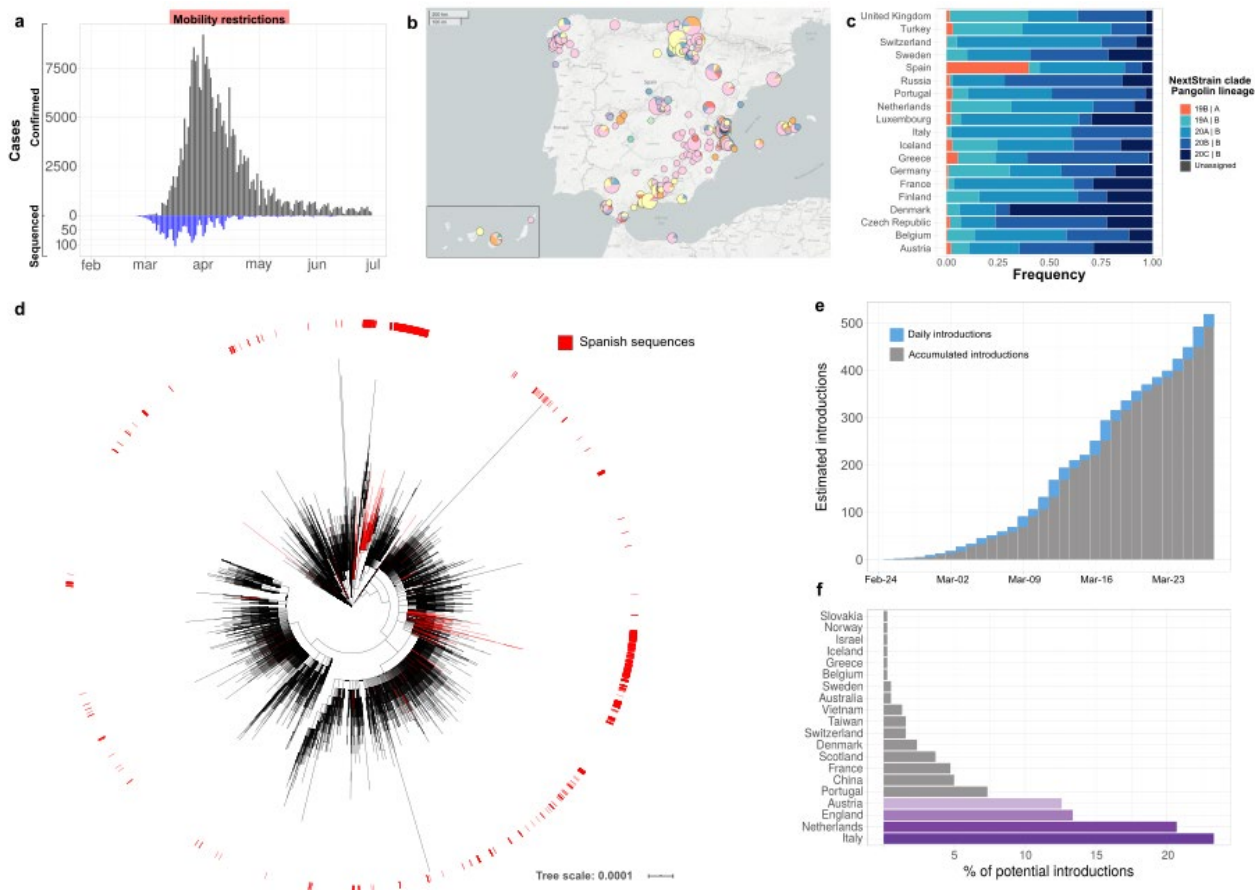 a
Mobility restrictions
Cases
Confirmed
Sequenced
7500
5000
2500
0
50
100
feb
mar
apr
may
jun
jul
b
Spain
Portugal
c
United Kingdom
Turkey
Switzerland
Sweden
Spain
Russia
Portugal
Netherlands
Luxembourg
Italy
Iceland
Greece
Germany
France
Finland
Denmark
Czech Republic
Belgium
Austria
0.00
0.25
0.50
0.75
1.00
Frequency
NextStrain clade
Pangolin lineage
19B | A
19A | B
20A | B
20B | B
20C | B
Unassigned
d
Spanish sequences
Tree scale: 0.0001
e
Estimated introductions
500
400
300
200
100
0
Daily introductions
Accumulated introductions
Feb-24
Mar-02
Mar-09
Mar-16
Mar-23
f
Slovakia
Norway
Israel
Iceland
Greece
Belgium
Sweden
Australia
Vietnam
Taiwan
Switzerland
Denmark
Scotland
France
China
Portugal
Austria
England
Netherlands
Italy
5
10
15
20
% of potential introductions